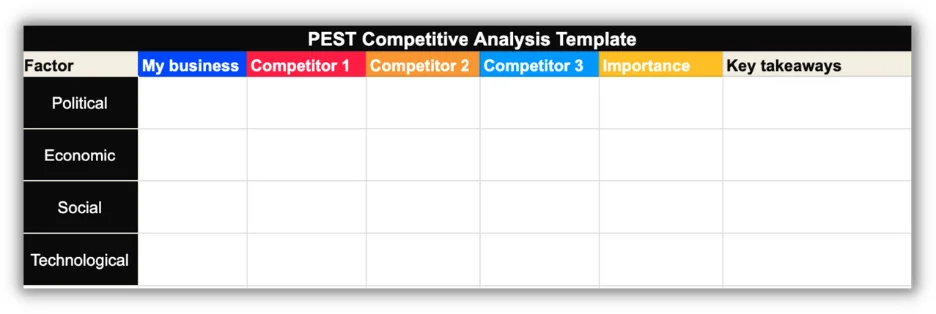 PEST Competitive Analysis Template
Factor My business Competitor 1 Competitor 2 Competitor 3 Importance Key takeaways
Political
Economic
Social
Technological